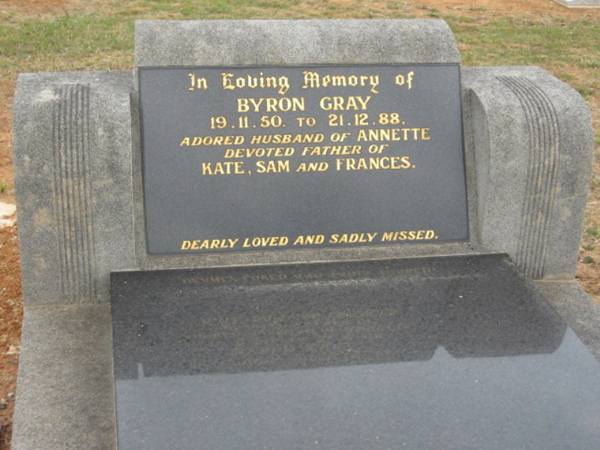 In Loving Memory of
BYRON GRAY
19.11.50. TO 21.12.88.
ADORED HUSBAND OF ANNETTE
DEVOTED FATHER OF
KATE, SAM AND FRANCES.
DEARLY LOVED AND SADLY MISSED.